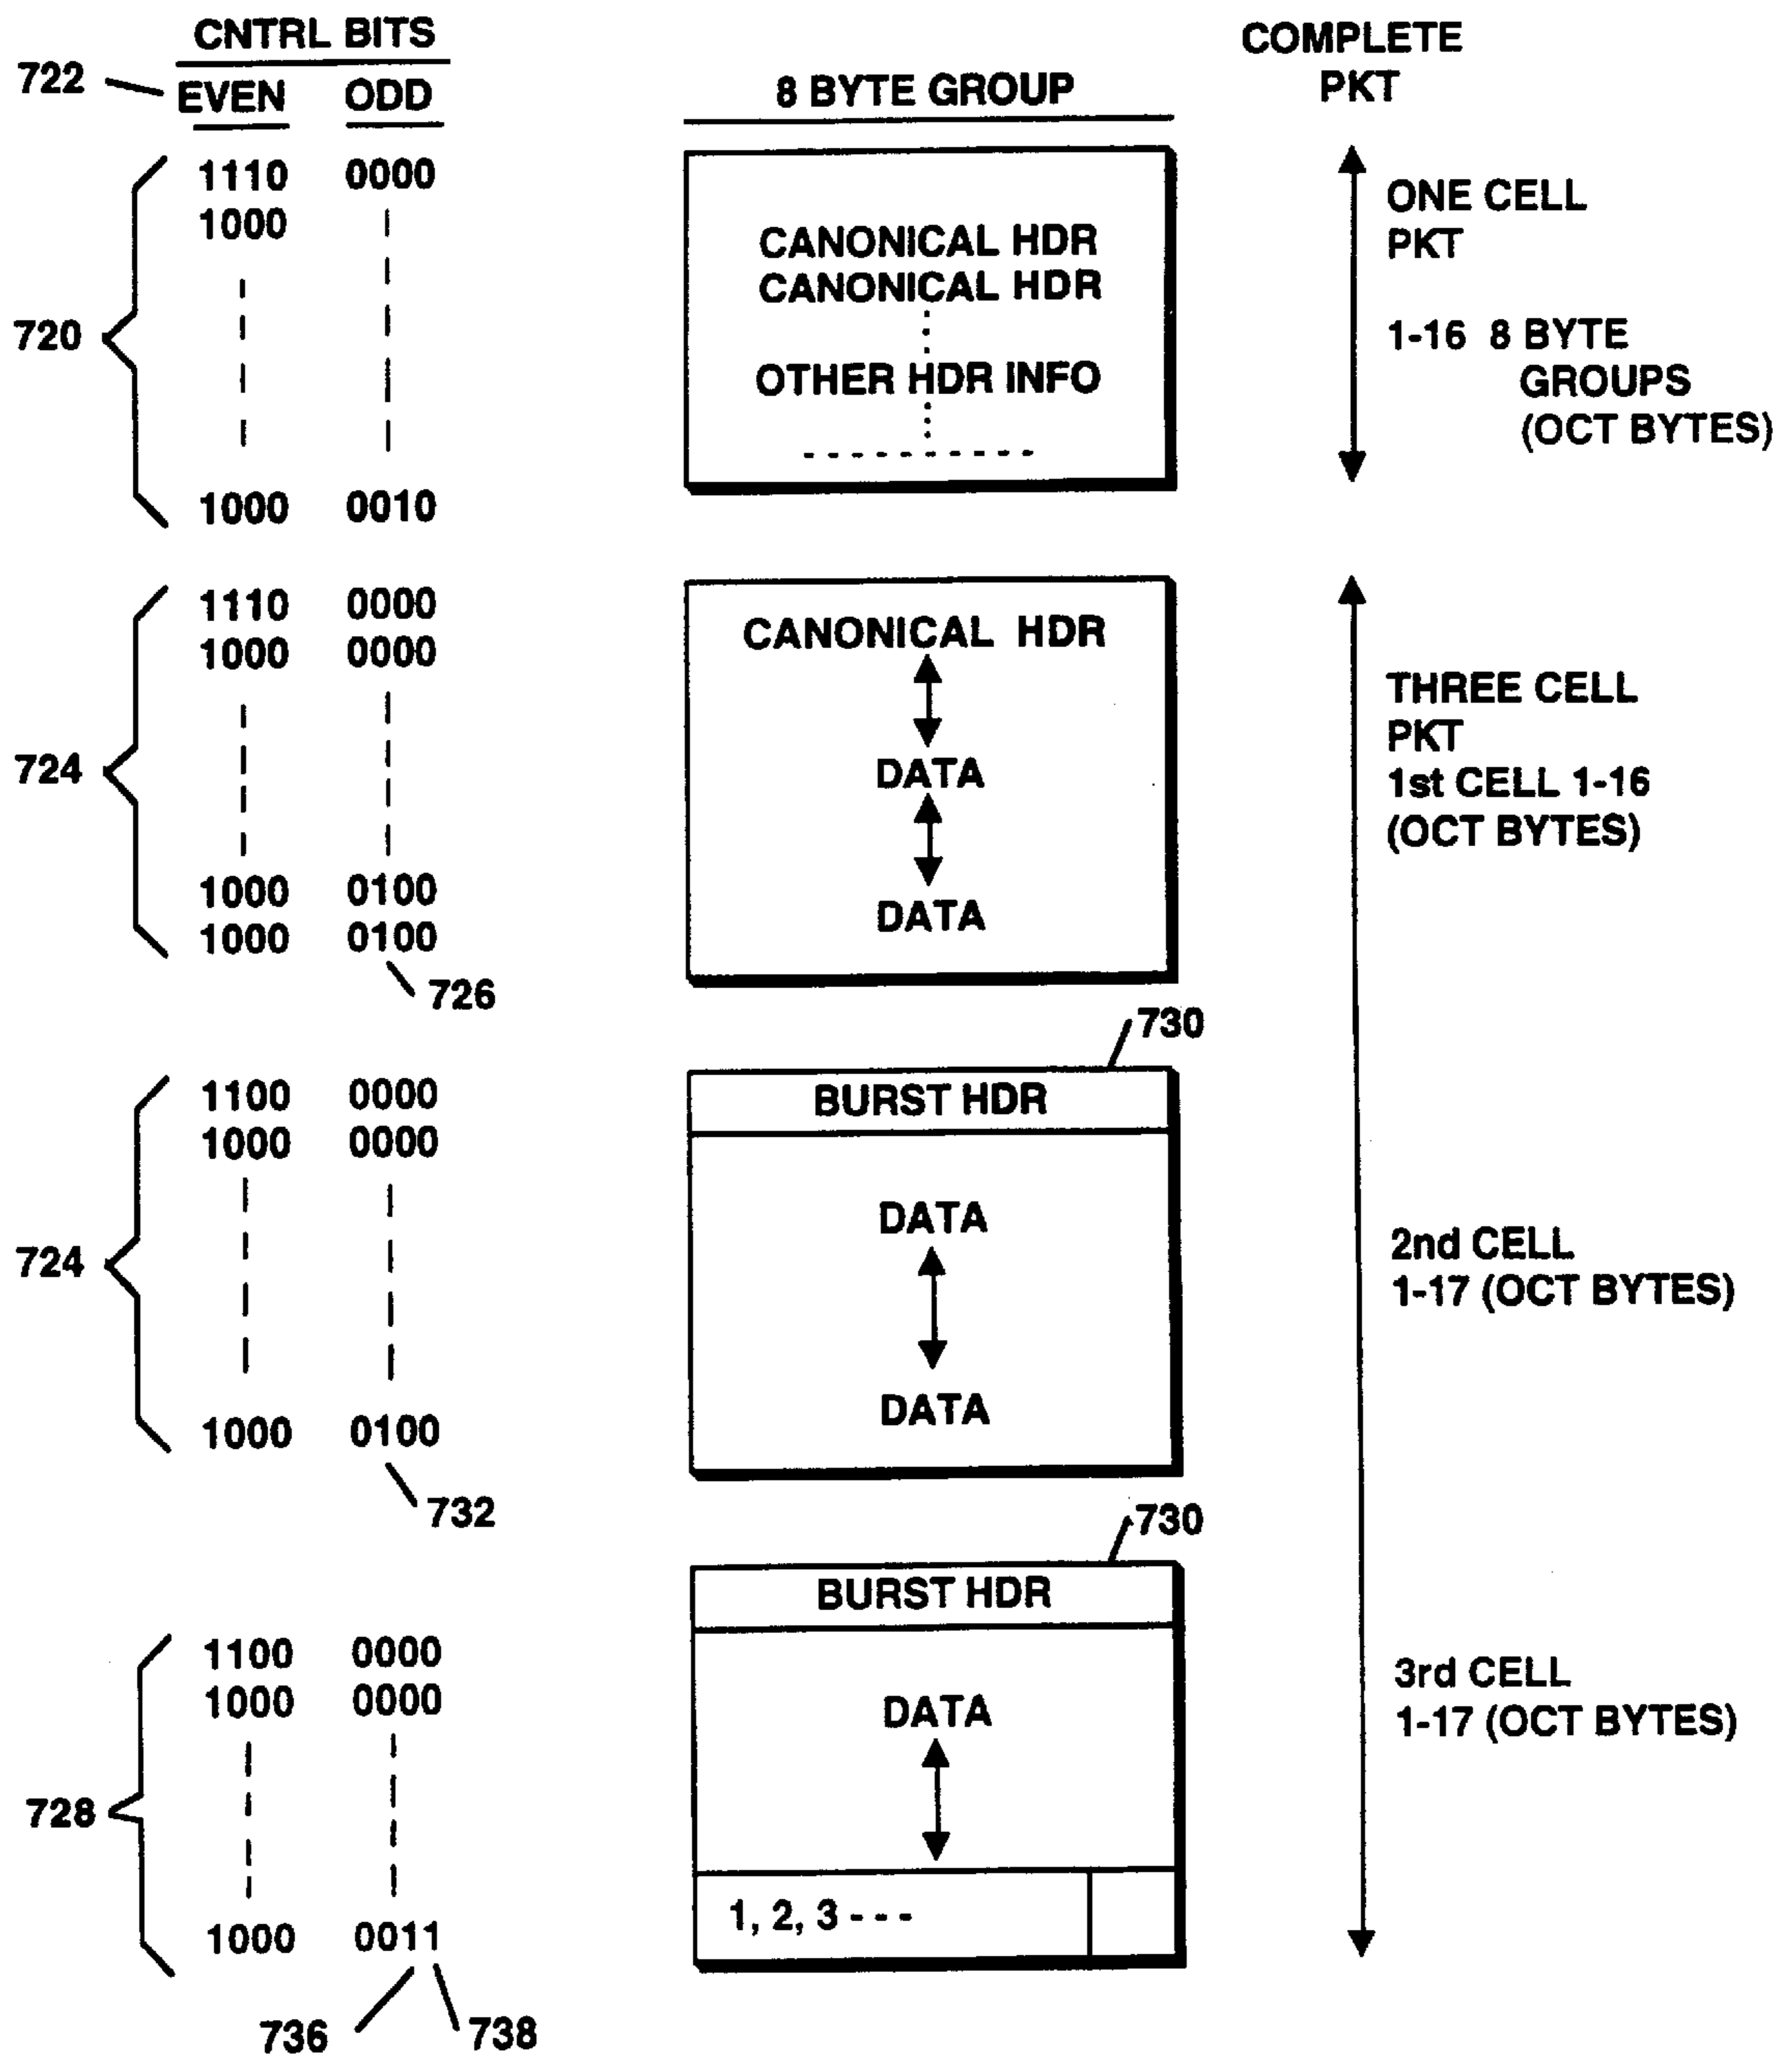 CNTRL BITS
722
EVEN ODD
8 BYTE GROUP
COMPLETE
PKT
1110 0000
1000
720
1000 0010
CANONICAL HDR
CANONICAL HDR
OTHER HDR INFO
ONE CELL
PKT
1-16 8 BYTE
GROUPS
(OCT BYTES)
1110 0000
1000 0000
724
1000 0100
1000 0100
726
CANONICAL HDR
DATA
DATA
THREE CELL
PKT
1st CELL 1-16
(OCT BYTES)
730
1100 0000
1000 0000
724
1000 0100
732
BURST HDR
DATA
DATA
2nd CELL
1-17 (OCT BYTES)
730
1100 0000
1000 0000
728
1000 0011
736 738
BURST HDR
DATA
1, 2, 3 - - -
3rd CELL
1-17 (OCT BYTES)